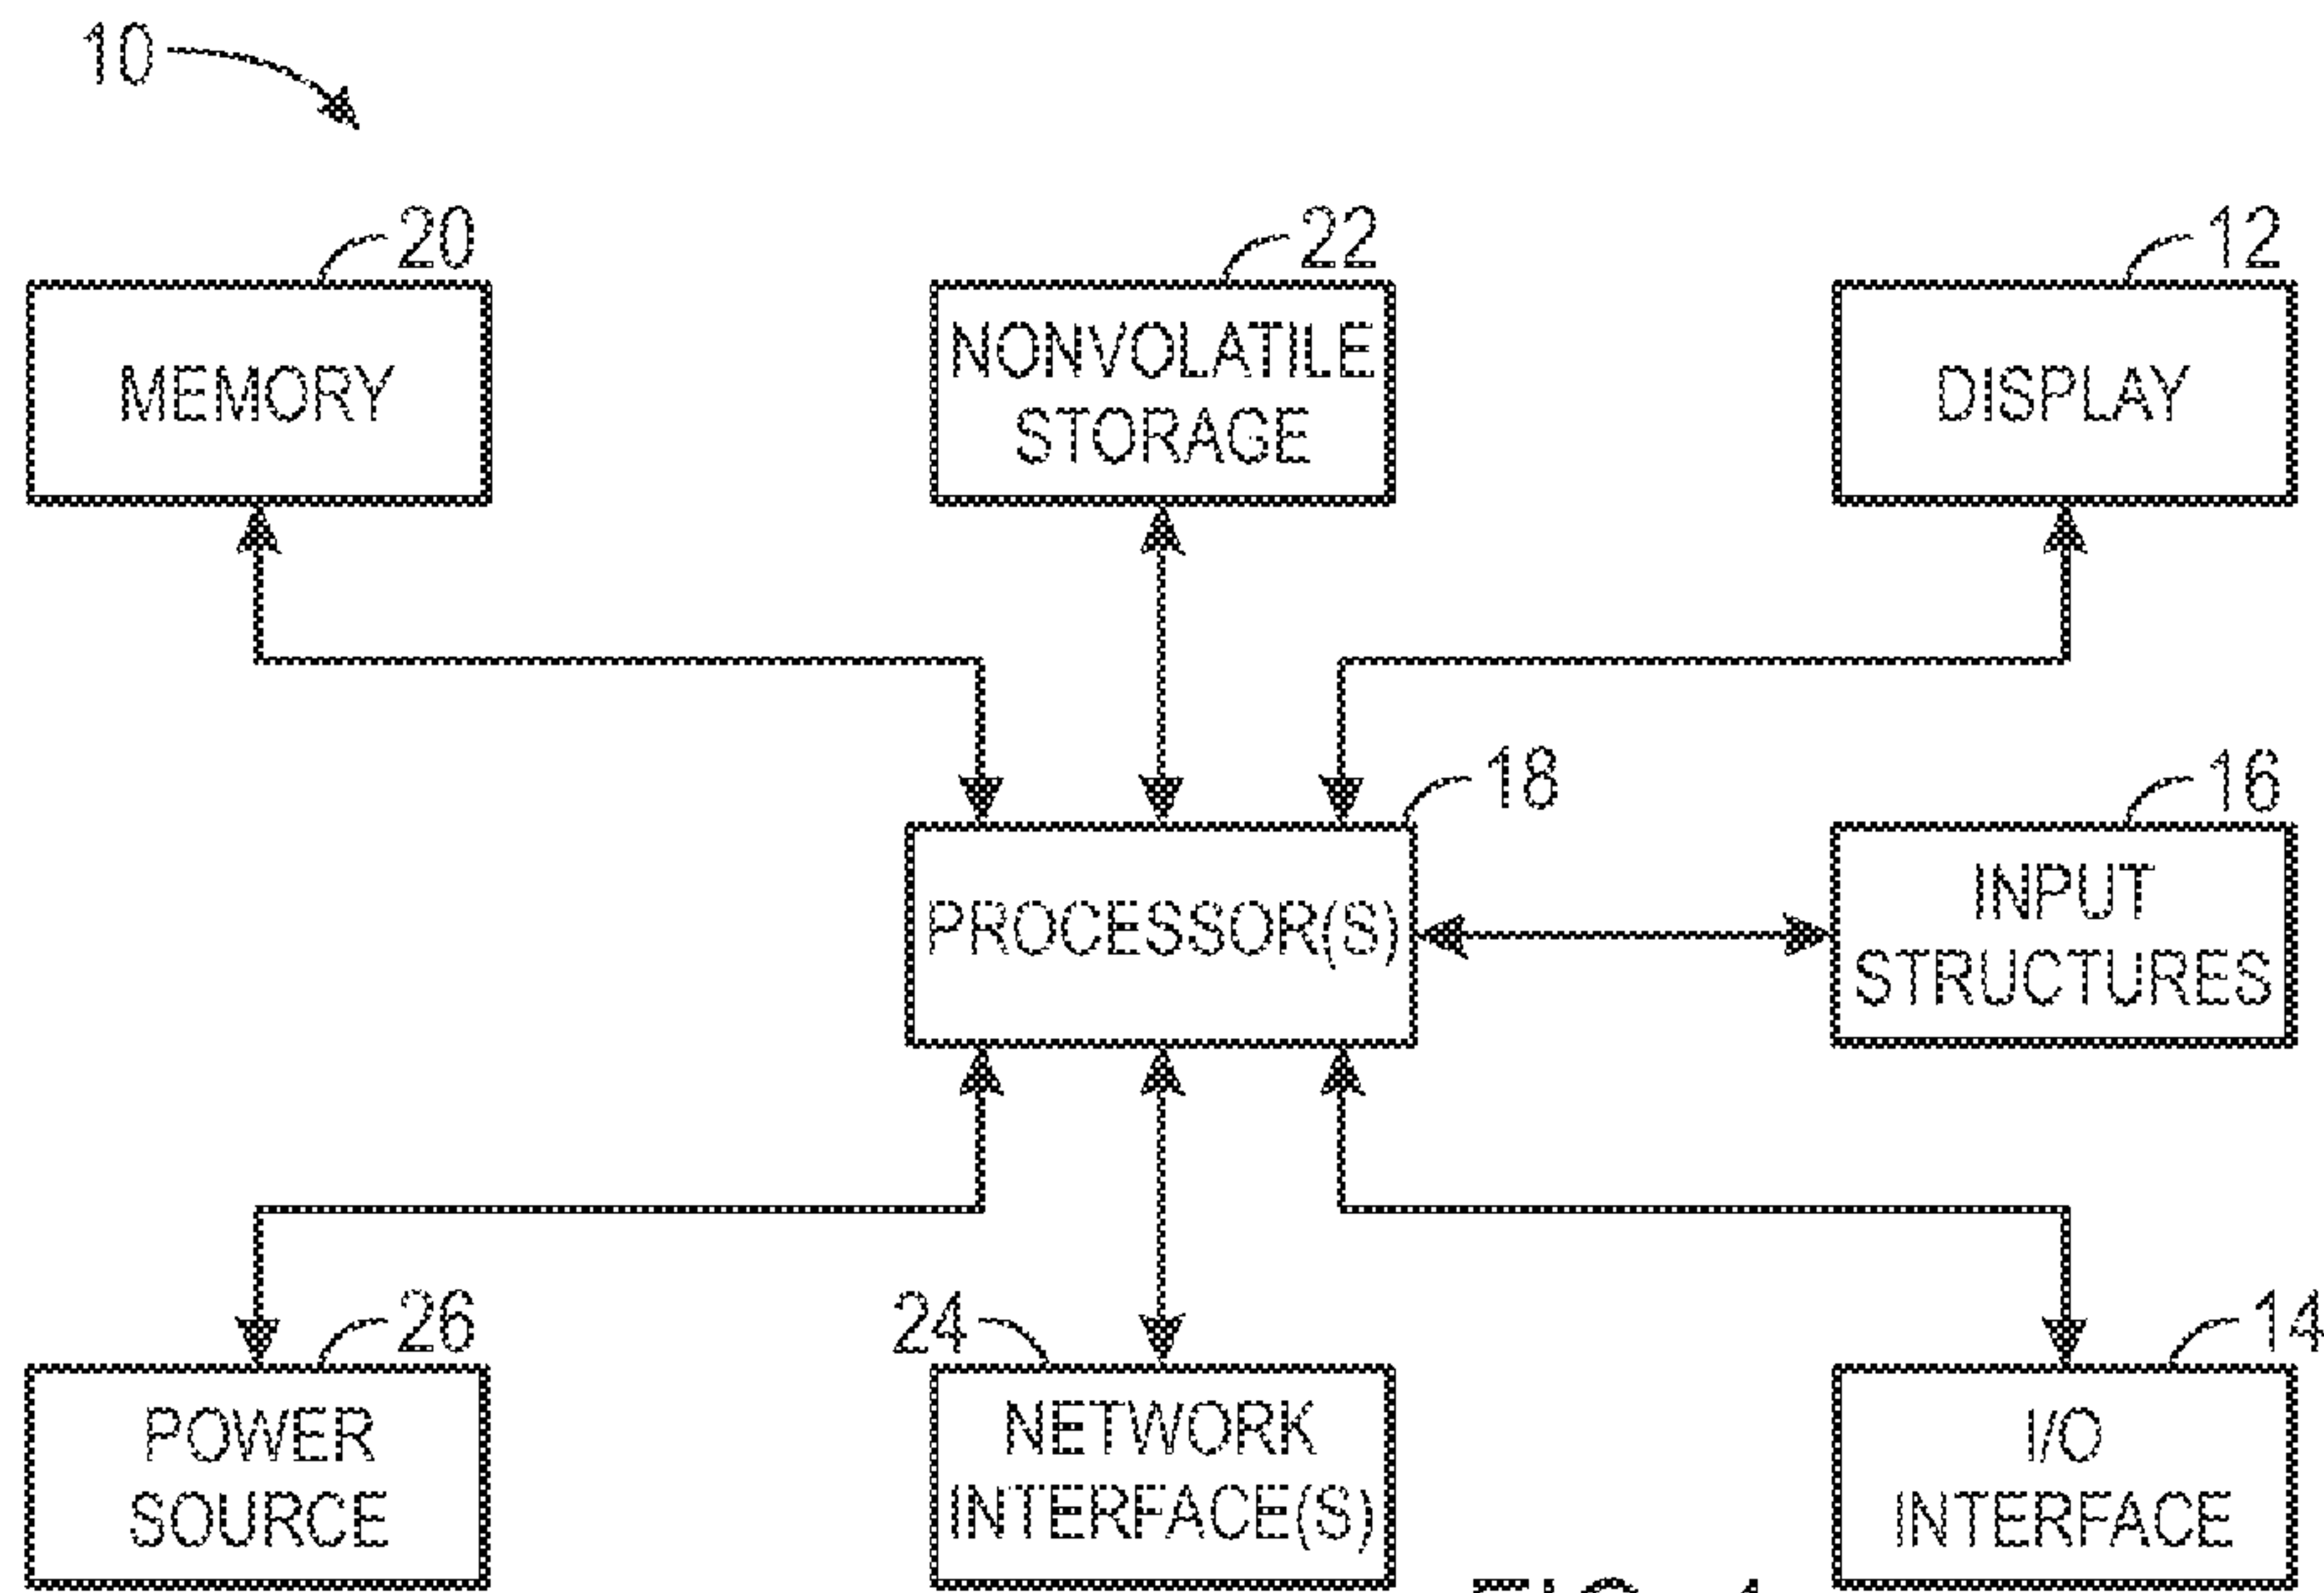 10
20
22
12
MEMORY
NONVOLATILE
STORAGE
DISPLAY
18
16
PROCESSOR(S)
INPUT
STRUCTURES
26
24
14
POWER
SOURCE
NETWORK
INTERFACE(S)
I/O
INTERFACE